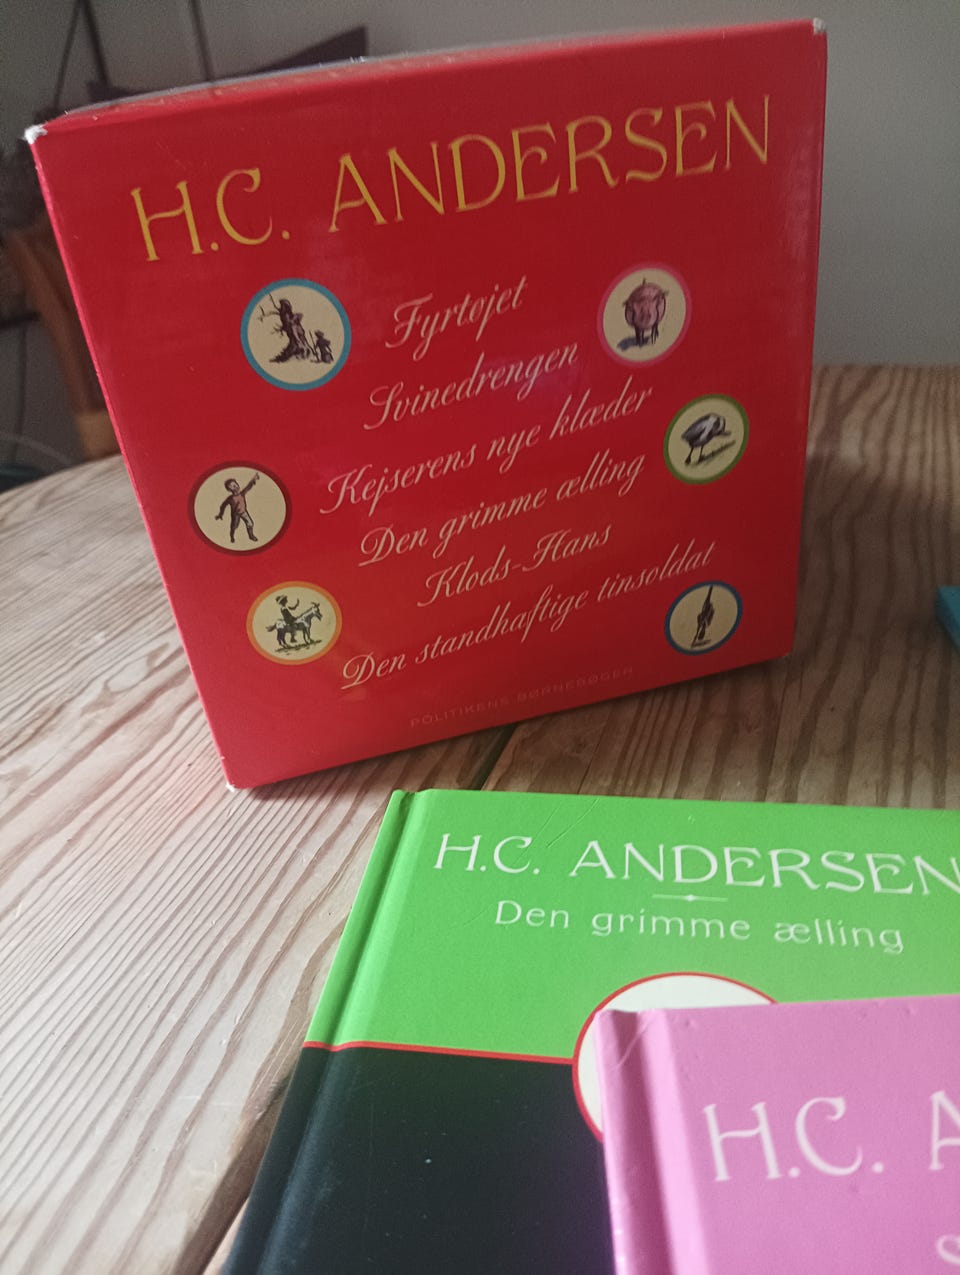 H.C. ANDERSEN
Fyrtøjet
Svinedrengen
Kejserens nye klæder
Den grimme ælling
Klods-Hans
Den standhaftige tinsoldat
POLITIKENS BØRNEBØGER
H.C. ANDERSEN
Den grimme ælling
H.C. A
S